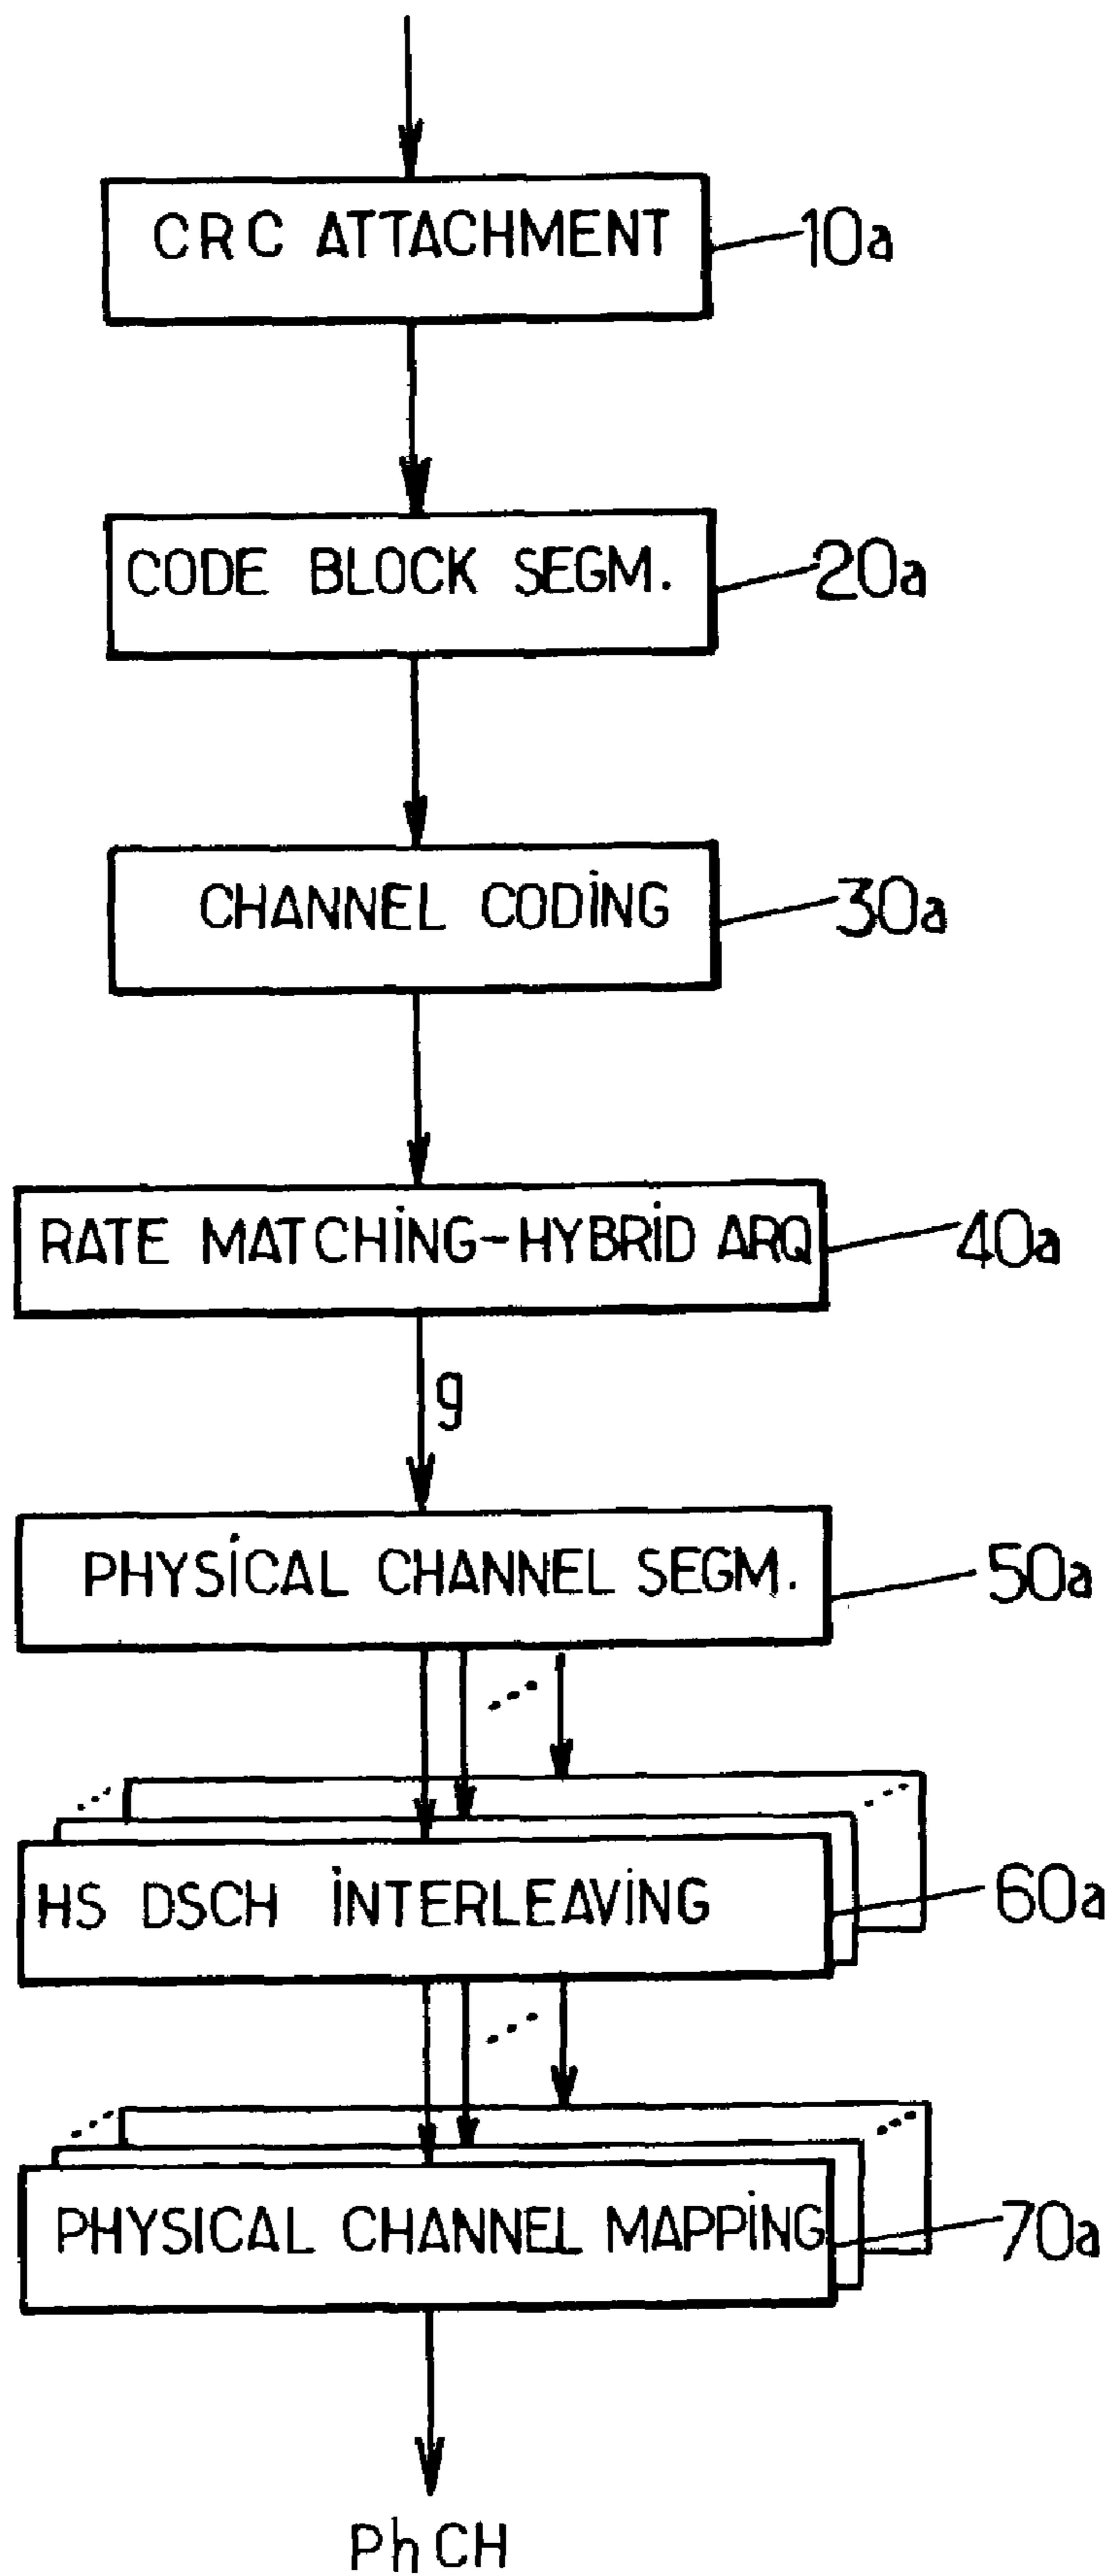 CRC ATTACHMENT
10a
CODE BLOCK SEGM.
20a
CHANNEL CODING
30a
RATE MATCHING-HYBRID ARQ
40a
g
PHYSICAL CHANNEL SEGM.
50a
HS DSCH INTERLEAVING
60a
PHYSICAL CHANNEL MAPPING
70a
PhCH